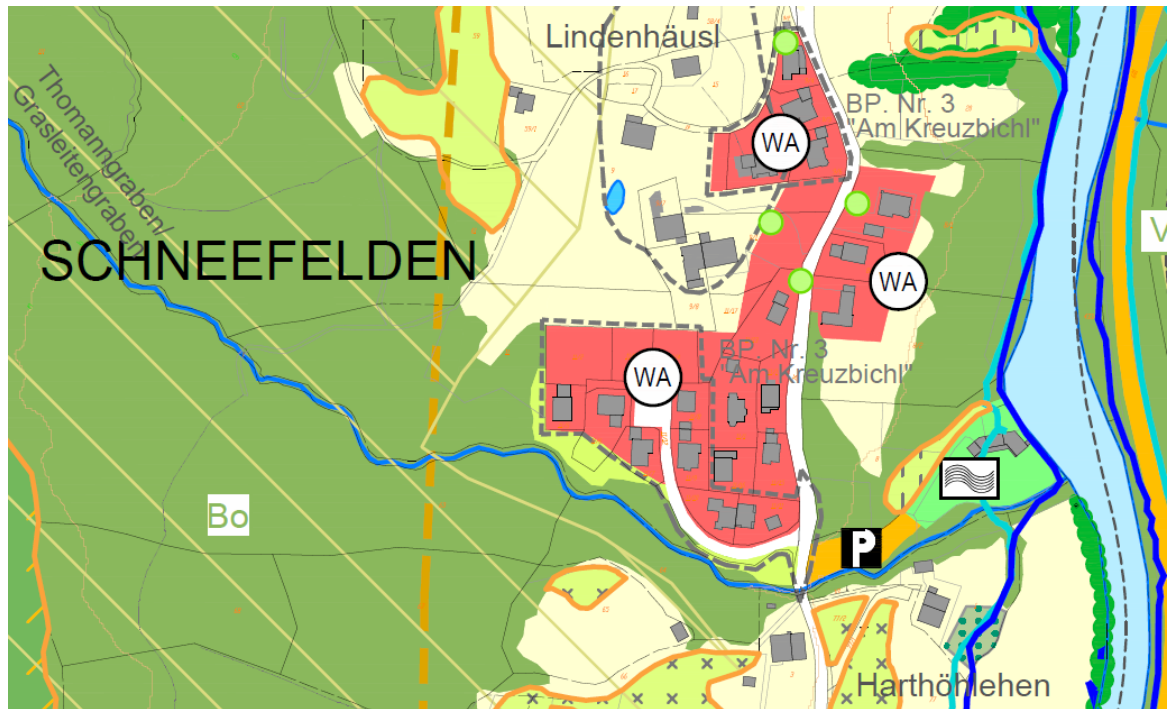 Lindenhäusl
Thomanngraben/
Grasleitengraben
BP. Nr. 3
"Am Kreuzbichl"
WA
V
SCHNEEFELDEN
WA
BP. Nr. 3
"Am Kreuzbichl"
WA
Bo
P
Harthöhlehen